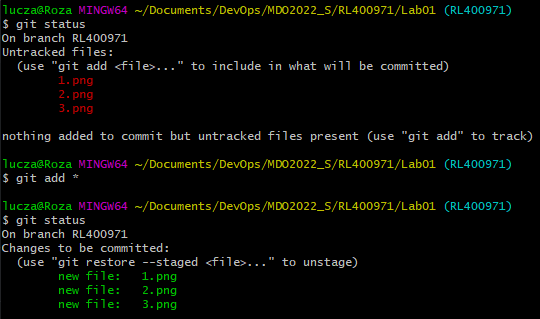 lucza@Roza MINGW64 ~/Documents/DevOps/MDO2022_S/RL400971/Lab01 (RL400971)
$ git status
On branch RL400971
Untracked files:
  (use "git add <file>..." to include in what will be committed)
        1.png
        2.png
        3.png

nothing added to commit but untracked files present (use "git add" to track)

lucza@Roza MINGW64 ~/Documents/DevOps/MDO2022_S/RL400971/Lab01 (RL400971)
$ git add *

lucza@Roza MINGW64 ~/Documents/DevOps/MDO2022_S/RL400971/Lab01 (RL400971)
$ git status
On branch RL400971
Changes to be committed:
  (use "git restore --staged <file>..." to unstage)
        new file:   1.png
        new file:   2.png
        new file:   3.png